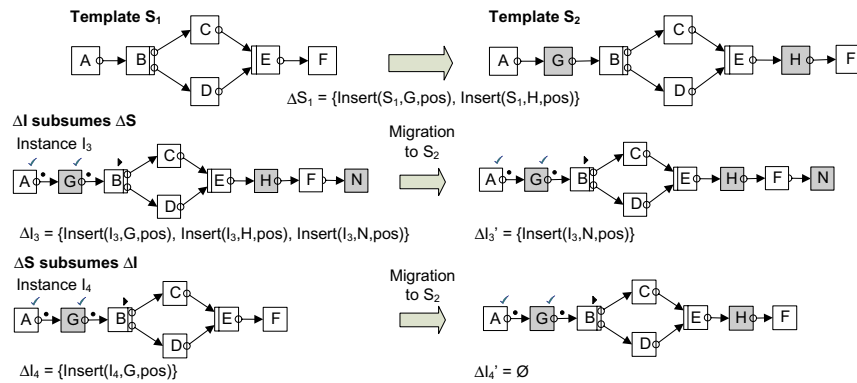 Template S₁
Template S₂
A B C D E F
A G B C D E H F
ΔS₁ = {Insert(S₁,G,pos), Insert(S₁,H,pos)}
ΔI subsumes ΔS
Instance I₃
Migration
to S₂
A G B C D E H F N
A G B C D E H F N
ΔI₃ = {Insert(I₃,G,pos), Insert(I₃,H,pos), Insert(I₃,N,pos)}
ΔI₃' = {Insert(I₃,N,pos)}
ΔS subsumes ΔI
Instance I₄
Migration
to S₂
A G B C D E F
A G B C D E H F
ΔI₄ = {Insert(I₄,G,pos)}
ΔI₄' = Ø